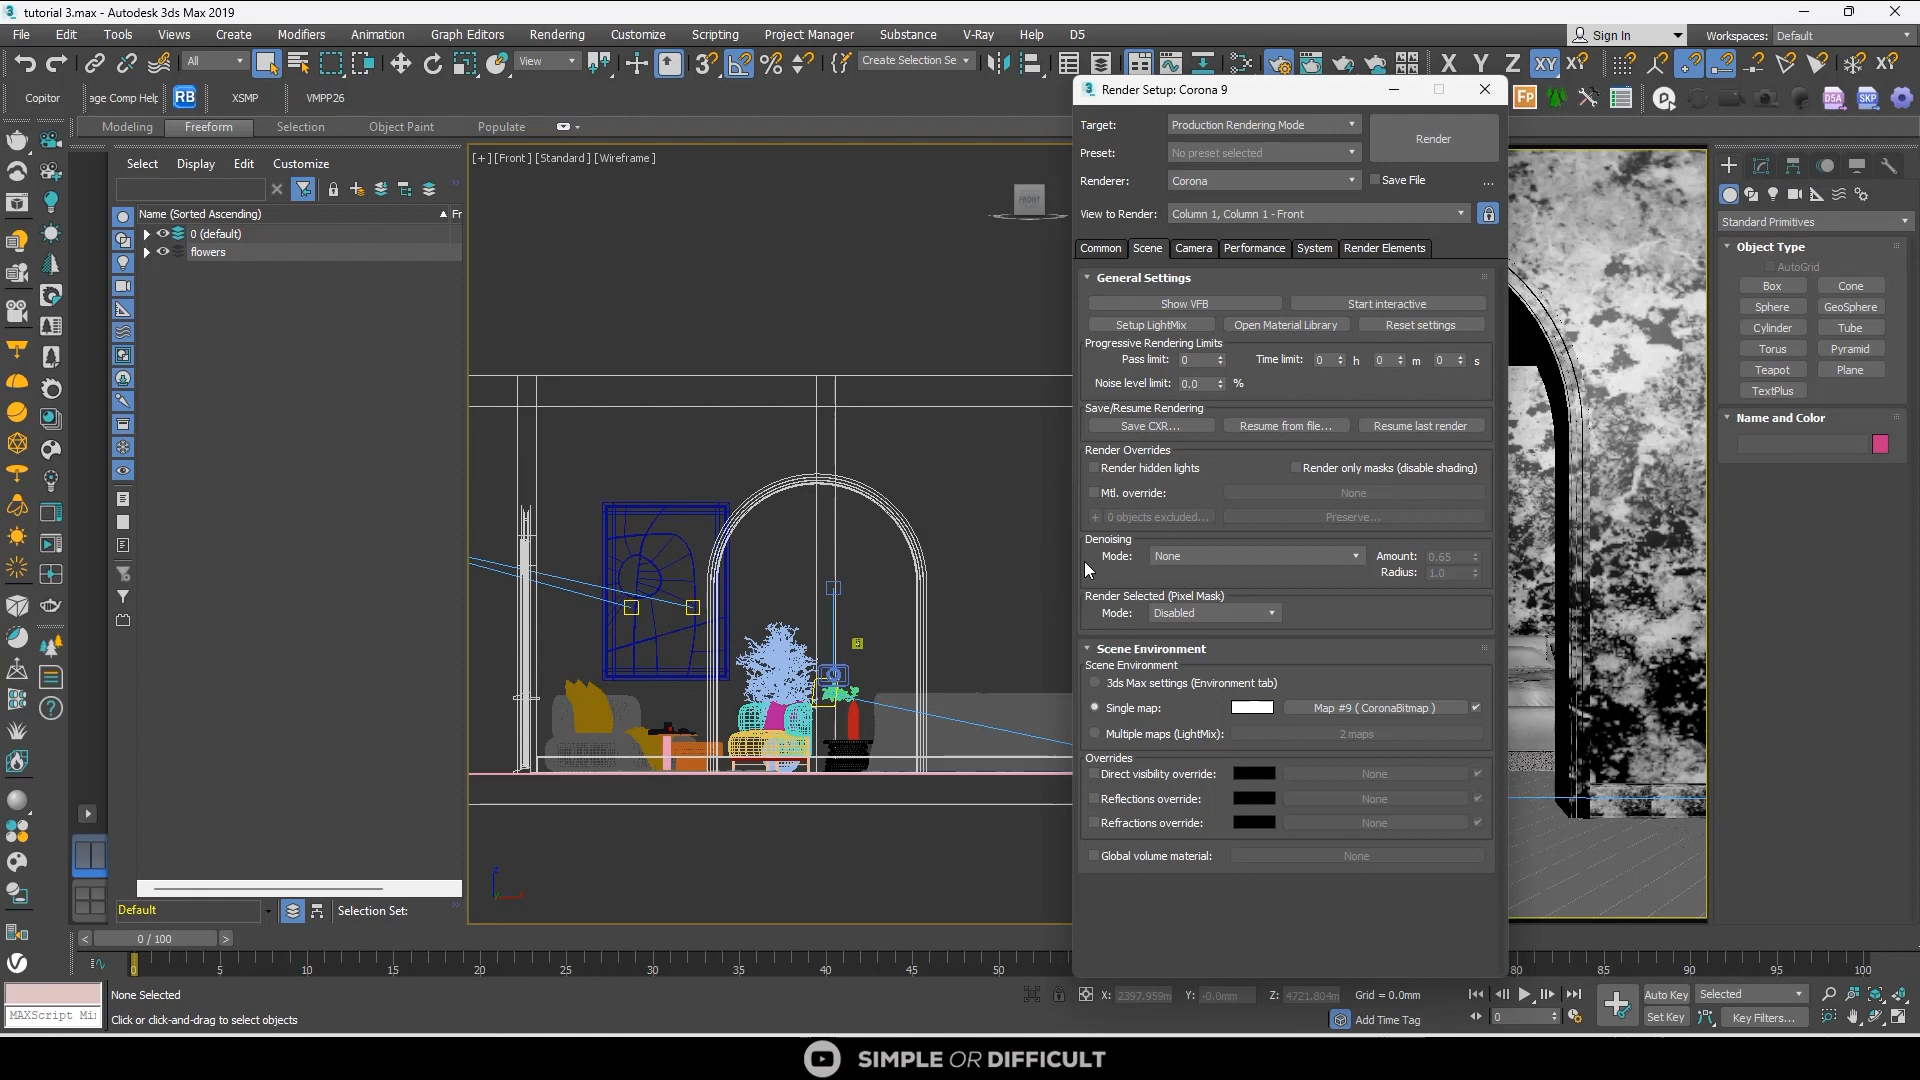 tutorial 3.max - Autodesk 3ds Max 2019
File Edit Tools Views Create Modifiers Animation Graph Editors Rendering Customize Scripting Project Manager Substance V-Ray Help D5
Sign In Workspaces: Default
All View Create Selection Se X Y Z XY
Copitor age Comp Help RB XSMP VMPP26
Modeling Freeform Selection Object Paint Populate
Select Display Edit Customize
Name (Sorted Ascending) Fr
0 (default)
flowers
Default Selection Set:
[+] [Front] [Standard] [Wireframe]
FRONT
Render Setup: Corona 9
Target: Production Rendering Mode Render
Preset: No preset selected
Renderer: Corona Save File ...
View to Render: Column 1, Column 1 - Front
Common Scene Camera Performance System Render Elements
General Settings
Show VFB Start interactive
Setup LightMix Open Material Library Reset settings
Progressive Rendering Limits
Pass limit: 0 Time limit: 0 h 0 m 0 s
Noise level limit: 0.0 %
Save/Resume Rendering
Save CXR... Resume from file... Resume last render
Render Overrides
Render hidden lights Render only masks (disable shading)
Mtl. override: None
+ 0 objects excluded... Preserve...
Denoising
Mode: None Amount: 0.65
Radius: 1.0
Render Selected (Pixel Mask)
Mode: Disabled
Scene Environment
Scene Environment
3ds Max settings (Environment tab)
Single map: Map #9 ( CoronaBitmap )
Multiple maps (LightMix): 2 maps
Overrides
Direct visibility override: None
Reflections override: None
Refractions override: None
Global volume material: None
Standard Primitives
Object Type
AutoGrid
Box Cone
Sphere GeoSphere
Cylinder Tube
Torus Pyramid
Teapot Plane
TextPlus
Name and Color
< 0 / 100 >
5 10 15 20 25 30 35 40 45 50 80 85 90 95 100
None Selected X: 2397.959m Y: -0.0mm Z: 4721.804m Grid = 0.0mm Auto Key Selected
MAXScript Mi Click or click-and-drag to select objects Add Time Tag 0 Set Key Key Filters...
SIMPLE OR DIFFICULT